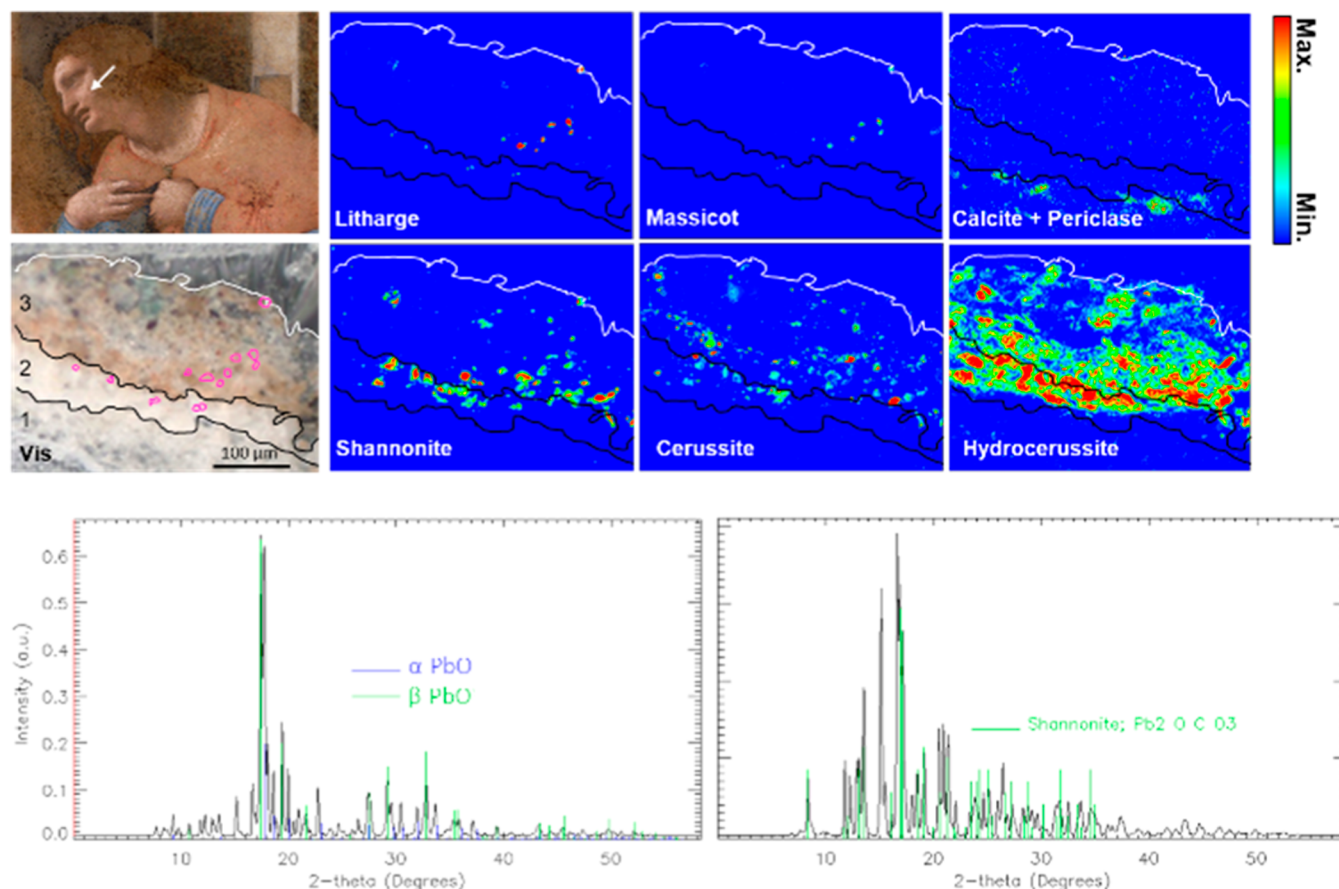 Litharge
Massicot
Calcite + Periclase
Max.
Min.
3
2
1
Vis
100 µm
Shannonite
Cerussite
Hydrocerussite
Intensity (a.u.)
0.6
0.5
0.4
0.3
0.2
0.1
0.0
α PbO
β PbO
10 20 30 40 50
2-theta (Degrees)
Shannonite; Pb2 O C O3
10 20 30 40 50
2-theta (Degrees)